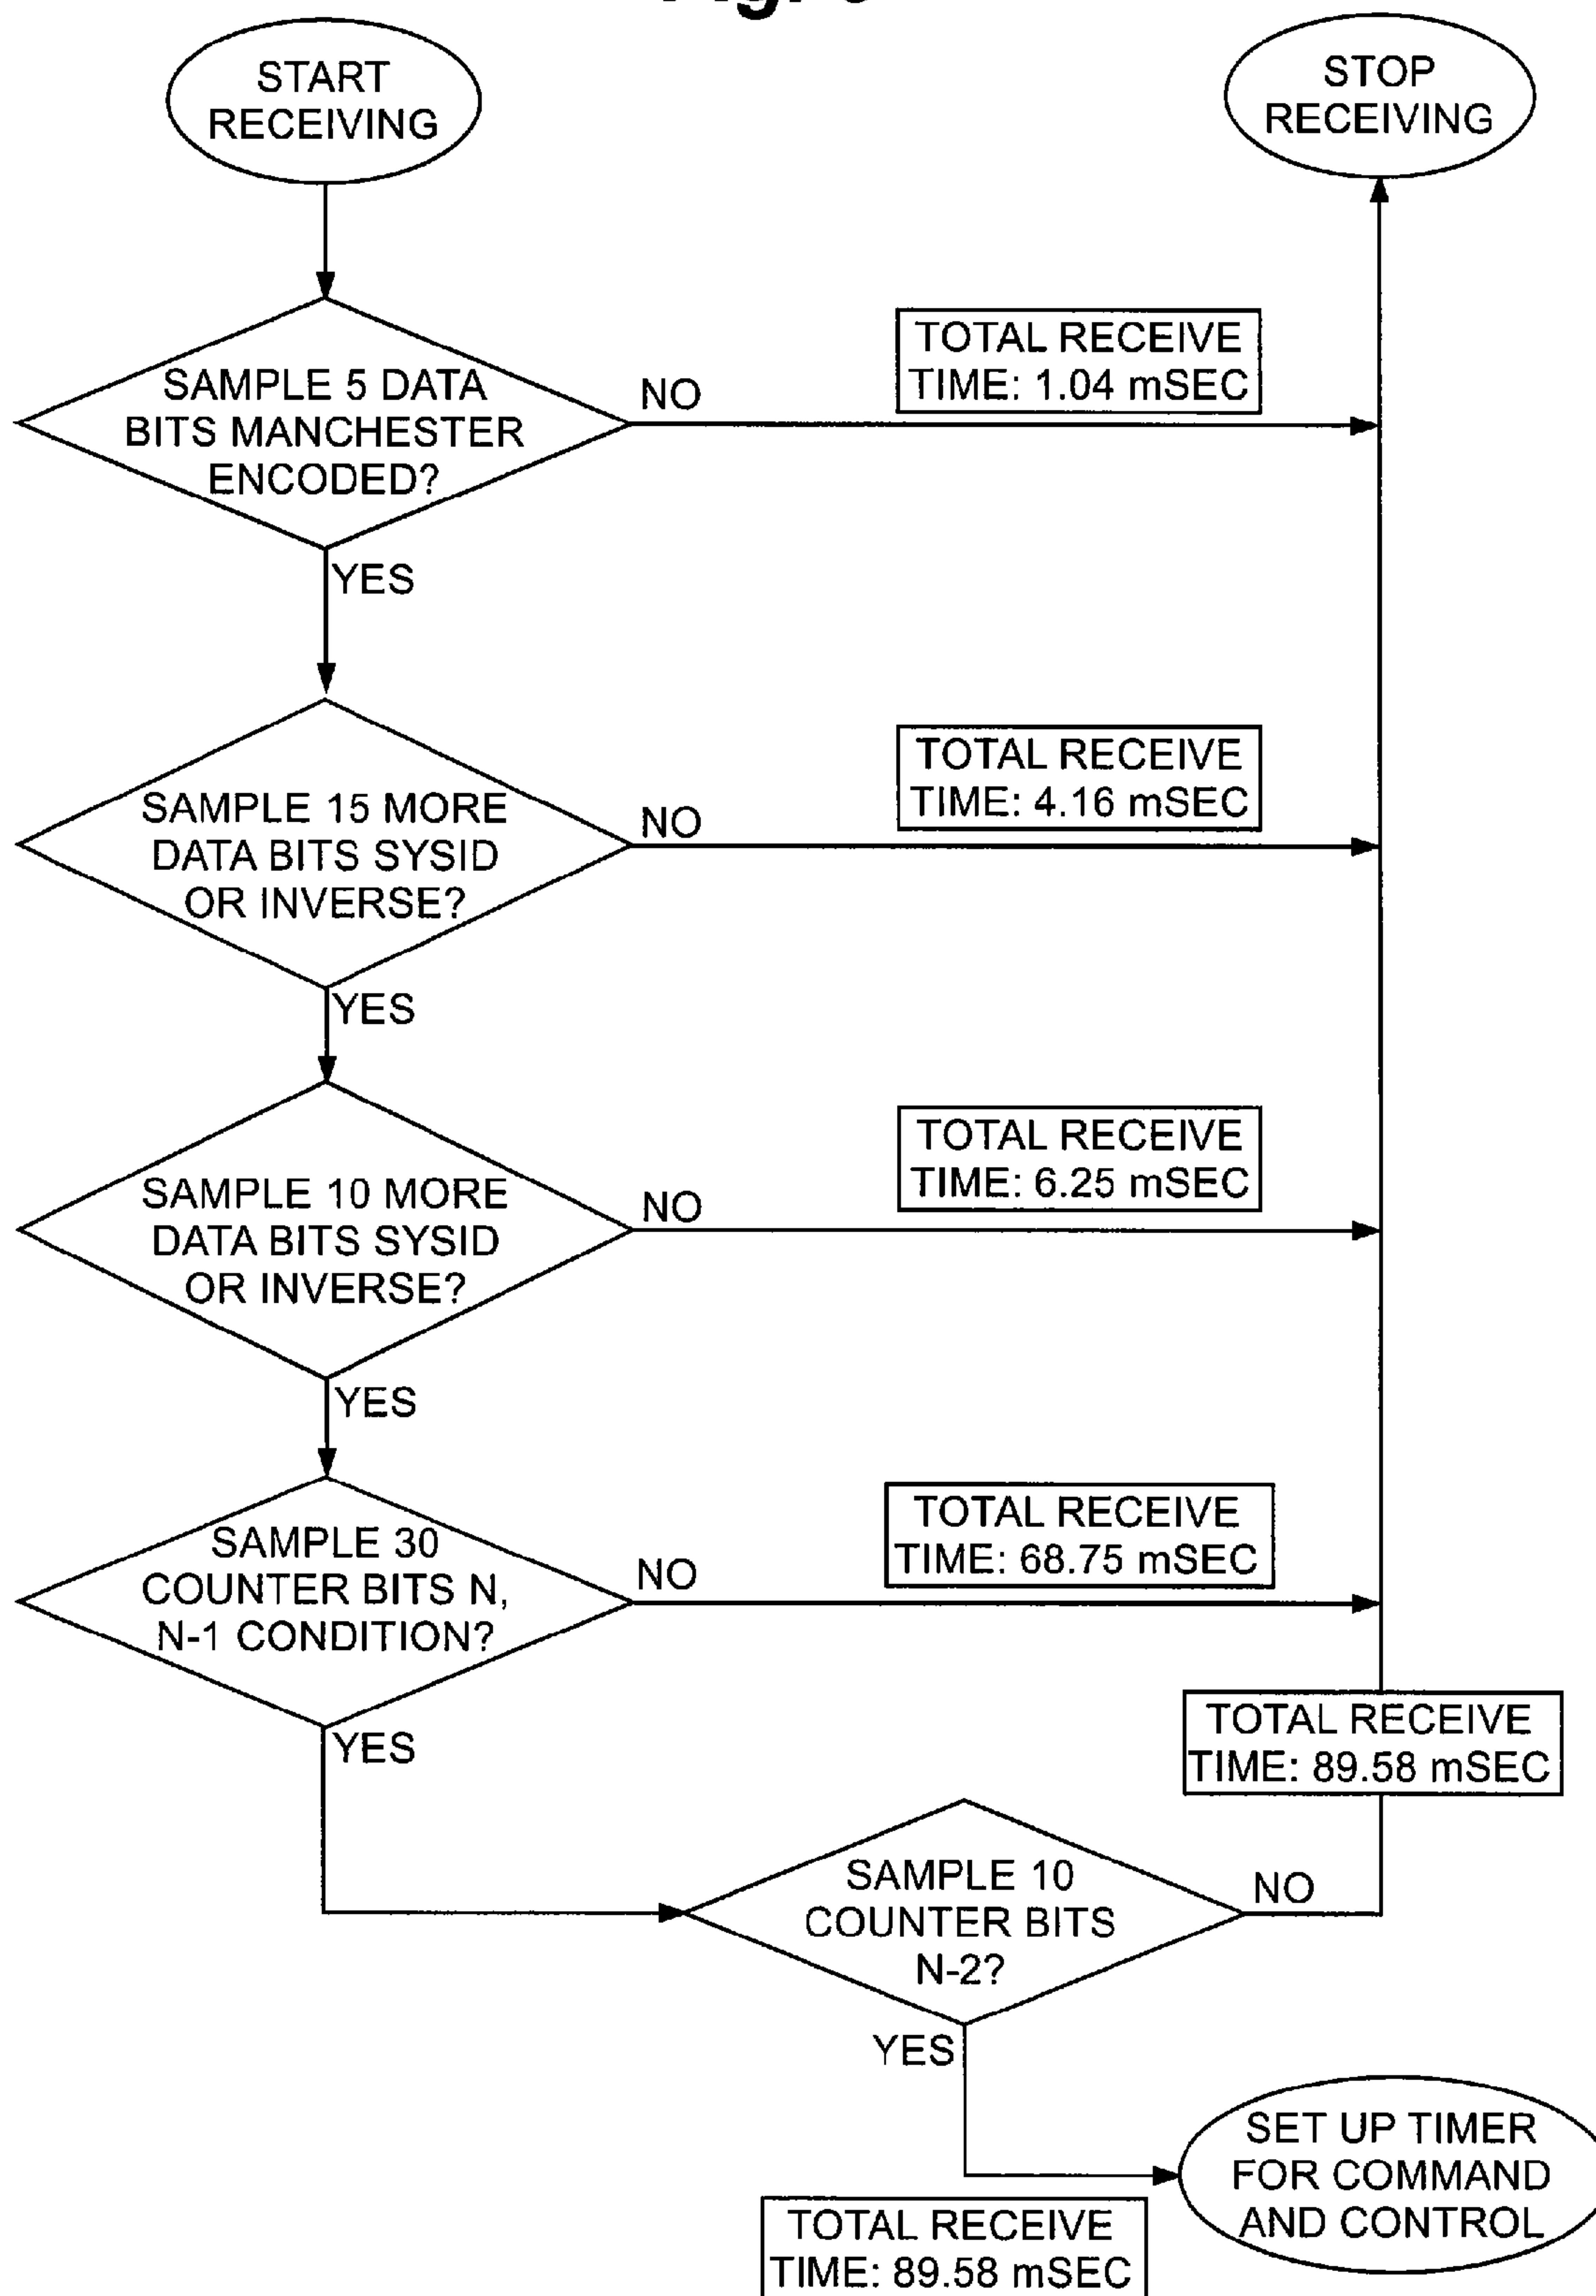 START
RECEIVING
STOP
RECEIVING
SAMPLE 5 DATA
BITS MANCHESTER
ENCODED?
NO
TOTAL RECEIVE
TIME: 1.04 mSEC
YES
SAMPLE 15 MORE
DATA BITS SYSID
OR INVERSE?
NO
TOTAL RECEIVE
TIME: 4.16 mSEC
YES
SAMPLE 10 MORE
DATA BITS SYSID
OR INVERSE?
NO
TOTAL RECEIVE
TIME: 6.25 mSEC
YES
SAMPLE 30
COUNTER BITS N,
N-1 CONDITION?
NO
TOTAL RECEIVE
TIME: 68.75 mSEC
YES
TOTAL RECEIVE
TIME: 89.58 mSEC
SAMPLE 10
COUNTER BITS
N-2?
NO
YES
SET UP TIMER
FOR COMMAND
AND CONTROL
TOTAL RECEIVE
TIME: 89.58 mSEC